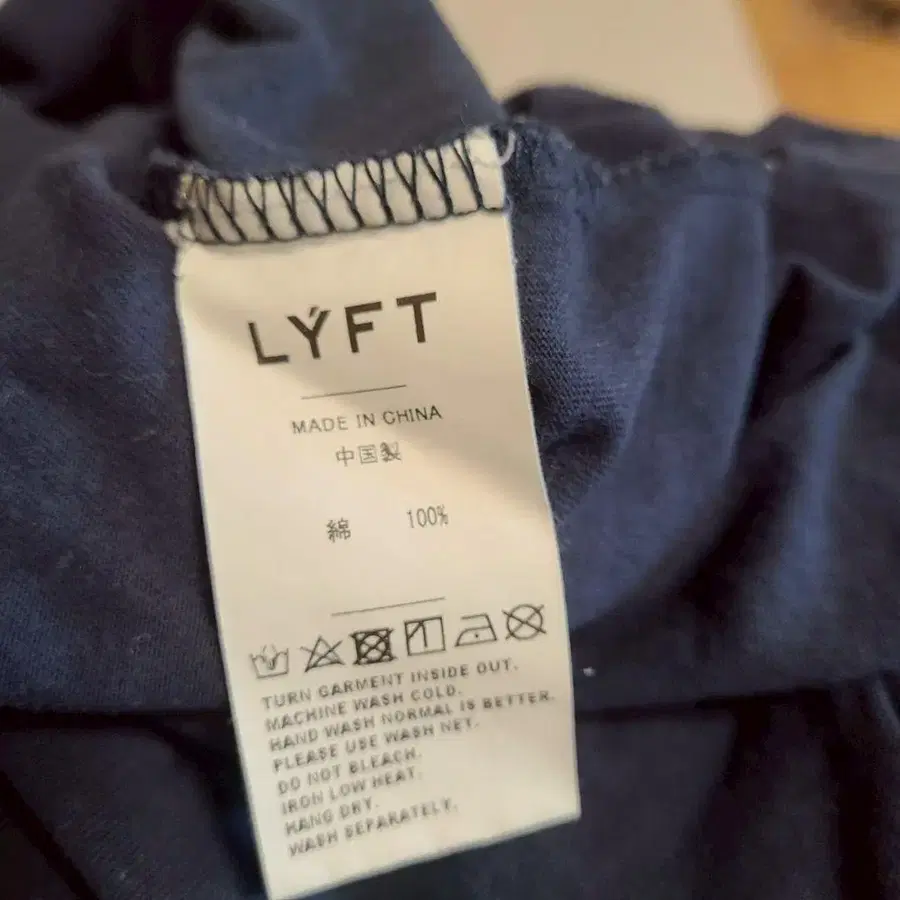 LÝFT
MADE IN CHINA
中国製
綿 100%
TURN GARMENT INSIDE OUT.
MACHINE WASH COLD.
HAND WASH NORMAL IS BETTER.
PLEASE USE WASH NET.
DO NOT BLEACH.
IRON LOW HEAT.
HANG DRY.
WASH SEPARATELY.